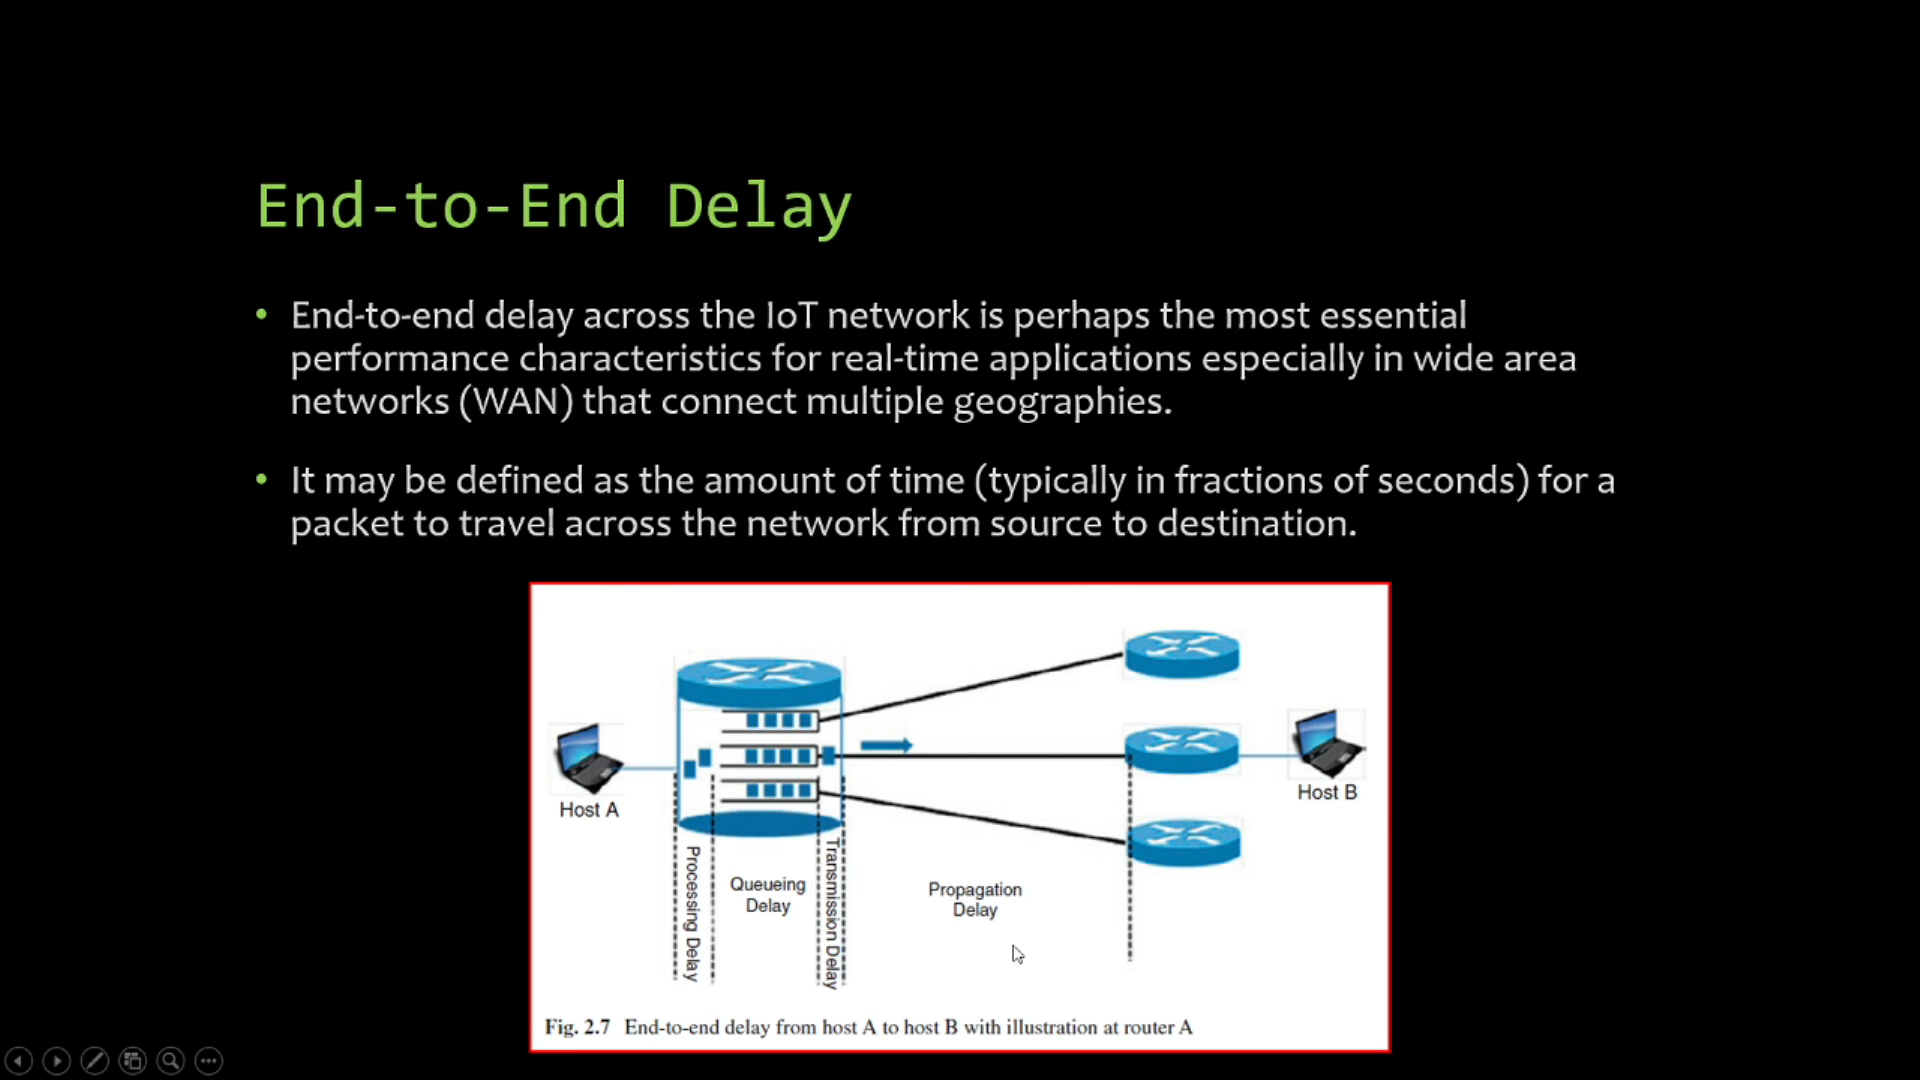 End-to-End Delay
• End-to-end delay across the IoT network is perhaps the most essential
performance characteristics for real-time applications especially in wide area
networks (WAN) that connect multiple geographies.
• It may be defined as the amount of time (typically in fractions of seconds) for a
packet to travel across the network from source to destination.
Host A
Host B
Processing Delay
Queueing
Delay
Transmission Delay
Propagation
Delay
Fig. 2.7 End-to-end delay from host A to host B with illustration at router A